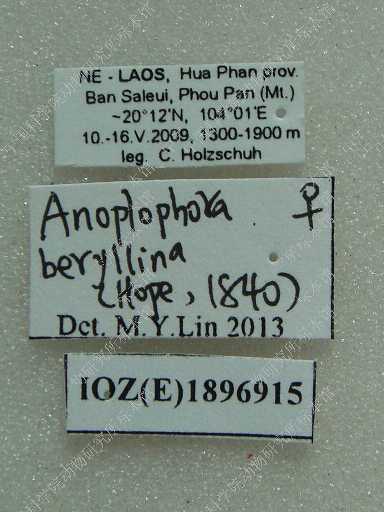 NE - LAOS, Hua Phan prov.
Ban Saleui, Phou Pan (Mt.)
~20°12'N, 104°01'E
10.-16.V.2009, 1300-1900 m
leg. C. Holzschuh
Anoplophora ♀
beryllina
(Hope, 1840)
Det. M.Y.Lin 2013
IOZ(E)1896915